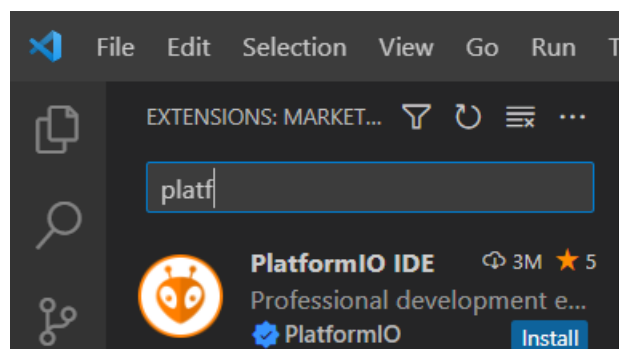 File Edit Selection View Go Run T
EXTENSIONS: MARKET...
platf
PlatformIO IDE 3M 5
Professional development e...
PlatformIO Install